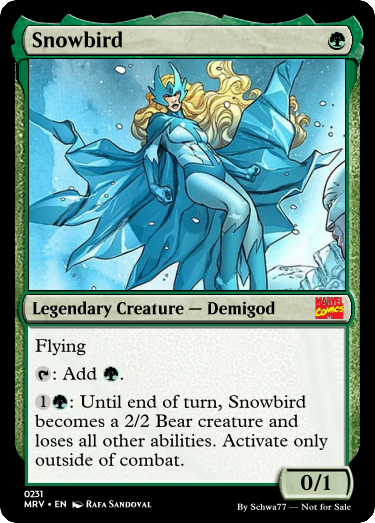 Snowbird
Legendary Creature — Demigod
MARVEL
COMICS
Flying
: Add .
1: Until end of turn, Snowbird
becomes a 2/2 Bear creature and
loses all other abilities. Activate only
outside of combat.
0/1
0231
MRV • EN Rafa Sandoval
By Schwa77 — Not for Sale